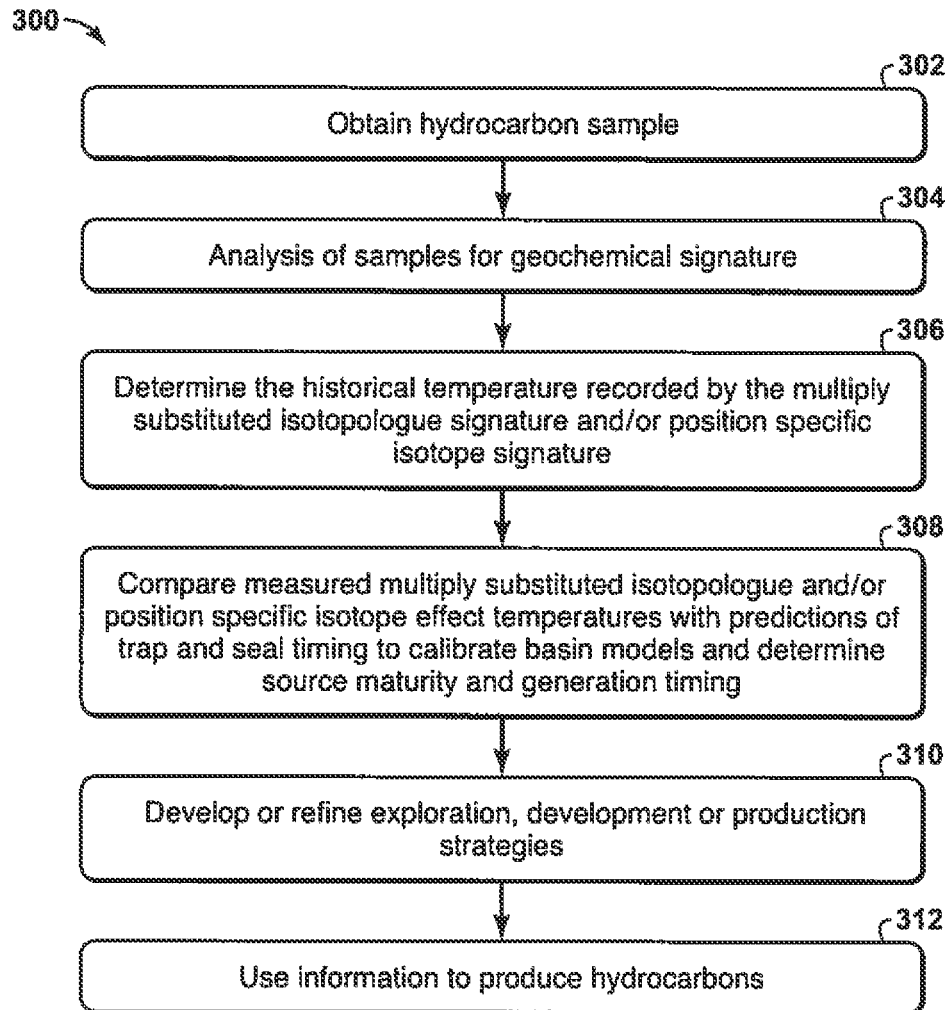 300
302
Obtain hydrocarbon sample
304
Analysis of samples for geochemical signature
306
Determine the historical temperature recorded by the multiply
substituted isotopologue signature and/or position specific
isotope signature
308
Compare measured multiply substituted isotopologue and/or
position specific isotope effect temperatures with predictions of
trap and seal timing to calibrate basin models and determine
source maturity and generation timing
310
Develop or refine exploration, development or production
strategies
312
Use information to produce hydrocarbons